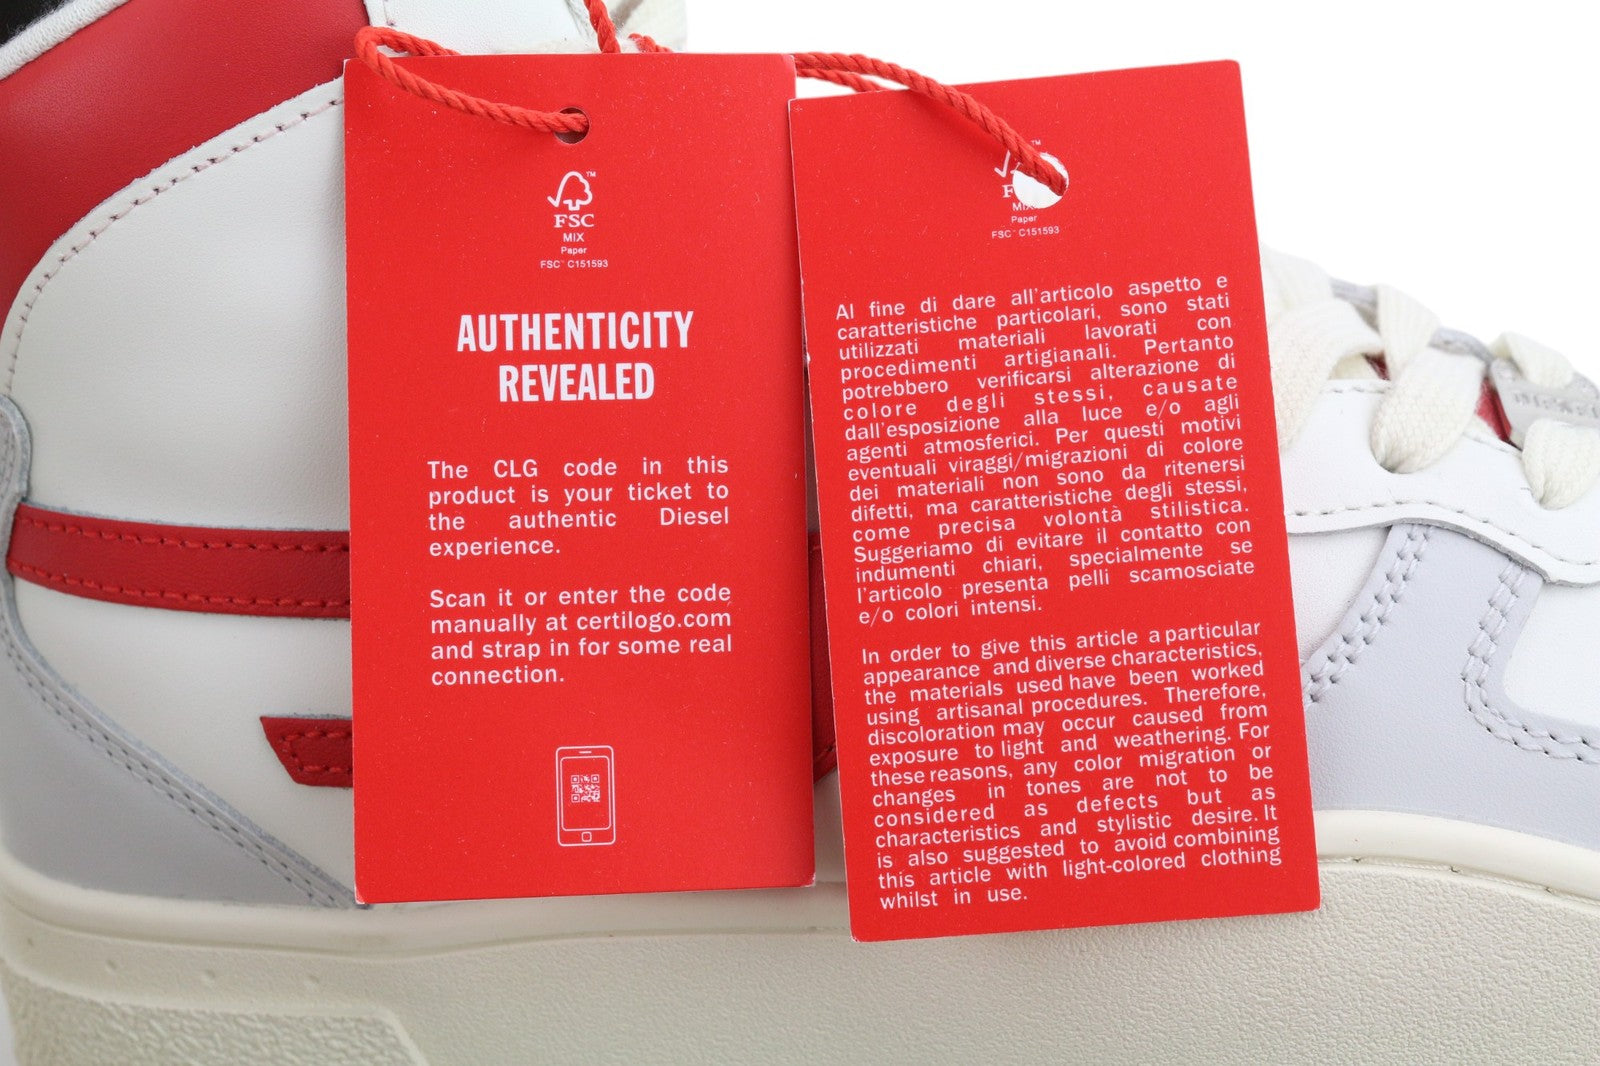 ™
FSC
MIX
Paper
FSC™ C151593
AUTHENTICITY
REVEALED
The CLG code in this
product is your ticket to
the authentic Diesel
experience.
Scan it or enter the code
manually at certilogo.com
and strap in for some real
connection.
™
F
MIX
Paper
FSC™ C151593
Al fine di dare all'articolo aspetto e
caratteristiche particolari, sono stati
utilizzati materiali lavorati con
procedimenti artigianali. Pertanto
potrebbero verificarsi alterazione di
colore degli stessi, causate
dall'esposizione alla luce e/o agli
agenti atmosferici. Per questi motivi
eventuali viraggi/migrazioni di colore
dei materiali non sono da ritenersi
difetti, ma caratteristiche degli stessi,
come precisa volontà stilistica.
Suggeriamo di evitare il contatto con
indumenti chiari, specialmente se
l'articolo presenta pelli scamosciate
e/o colori intensi.
In order to give this article a particular
appearance and diverse characteristics,
the materials used have been worked
using artisanal procedures. Therefore,
discoloration may occur caused from
exposure to light and weathering. For
these reasons, any color migration or
changes in tones are not to be
considered as defects but as
characteristics and stylistic desire. It
is also suggested to avoid combining
this article with light-colored clothing
whilst in use.